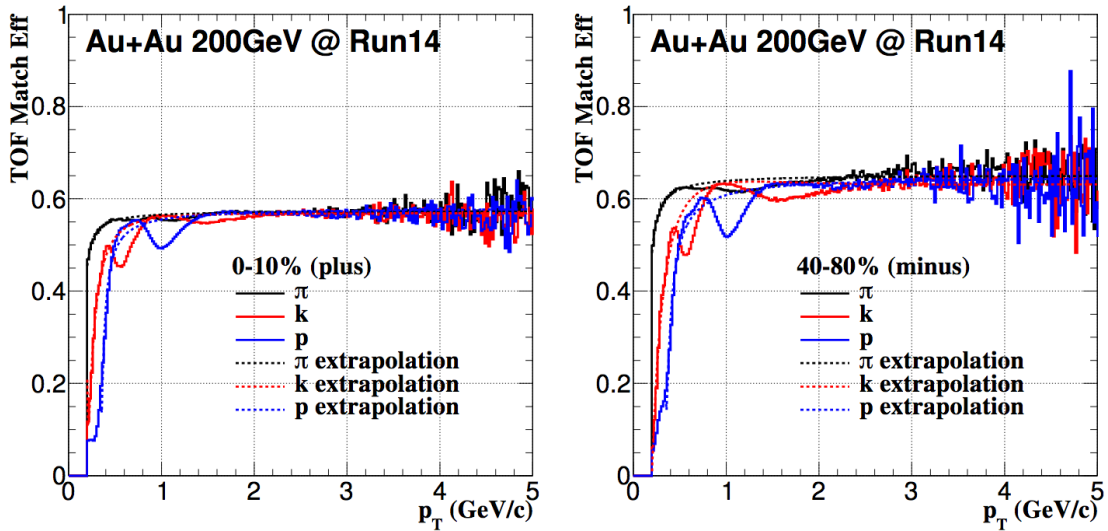 Au+Au 200GeV @ Run14
TOF Match Eff
1
0.8
0.6
0.4
0.2
0
0-10% (plus)
π
k
p
π extrapolation
k extrapolation
p extrapolation
0 1 2 3 4 5
pT (GeV/c)
Au+Au 200GeV @ Run14
TOF Match Eff
1
0.8
0.6
0.4
0.2
0
40-80% (minus)
π
k
p
π extrapolation
k extrapolation
p extrapolation
0 1 2 3 4 5
pT (GeV/c)